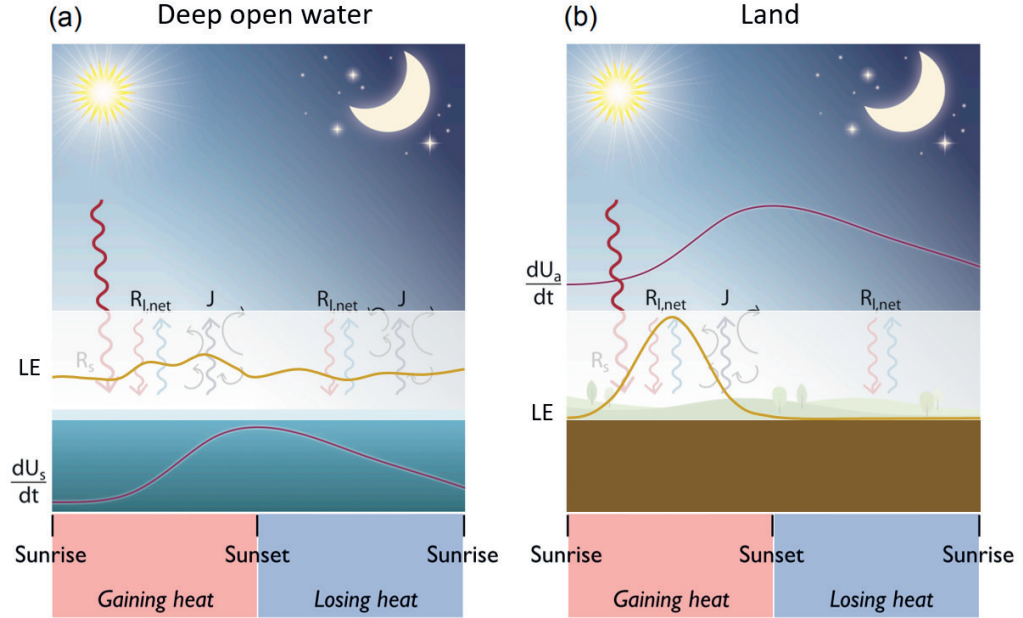 (a) Deep open water
R_l,net J R_l,net J
R_s
LE
dU_s
dt
Sunrise Sunset Sunrise
Gaining heat Losing heat
(b) Land
dU_a
dt
R_l,net J R_l,net
R_s
LE
Sunrise Sunset Sunrise
Gaining heat Losing heat